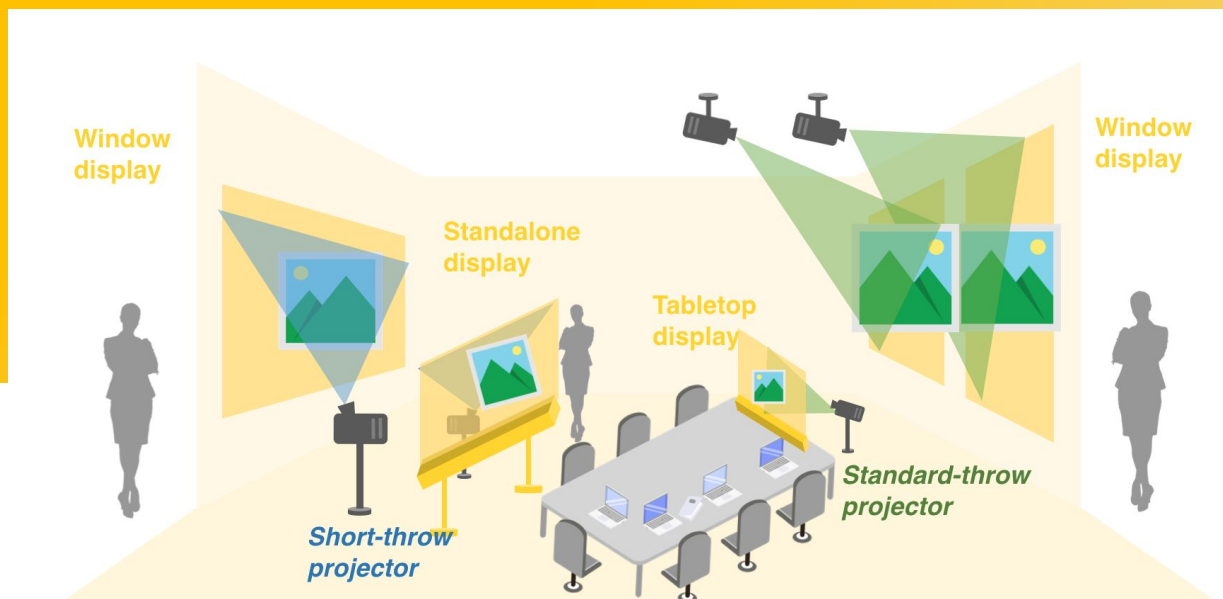 Window
display
Standalone
display
Tabletop
display
Window
display
Short-throw
projector
Standard-throw
projector